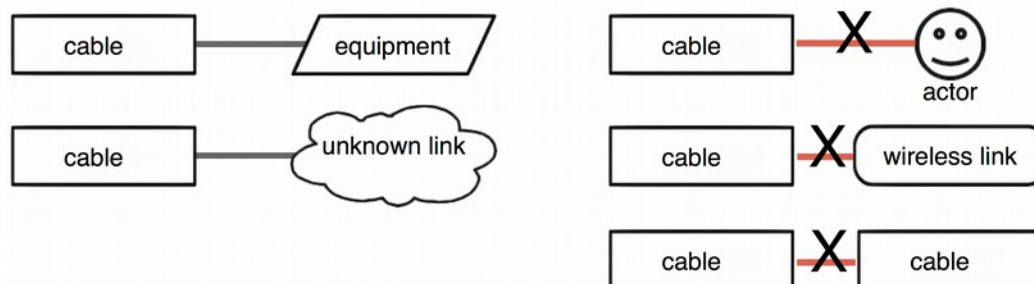 cable
equipment
cable
actor
cable
unknown link
cable
wireless link
cable
cable